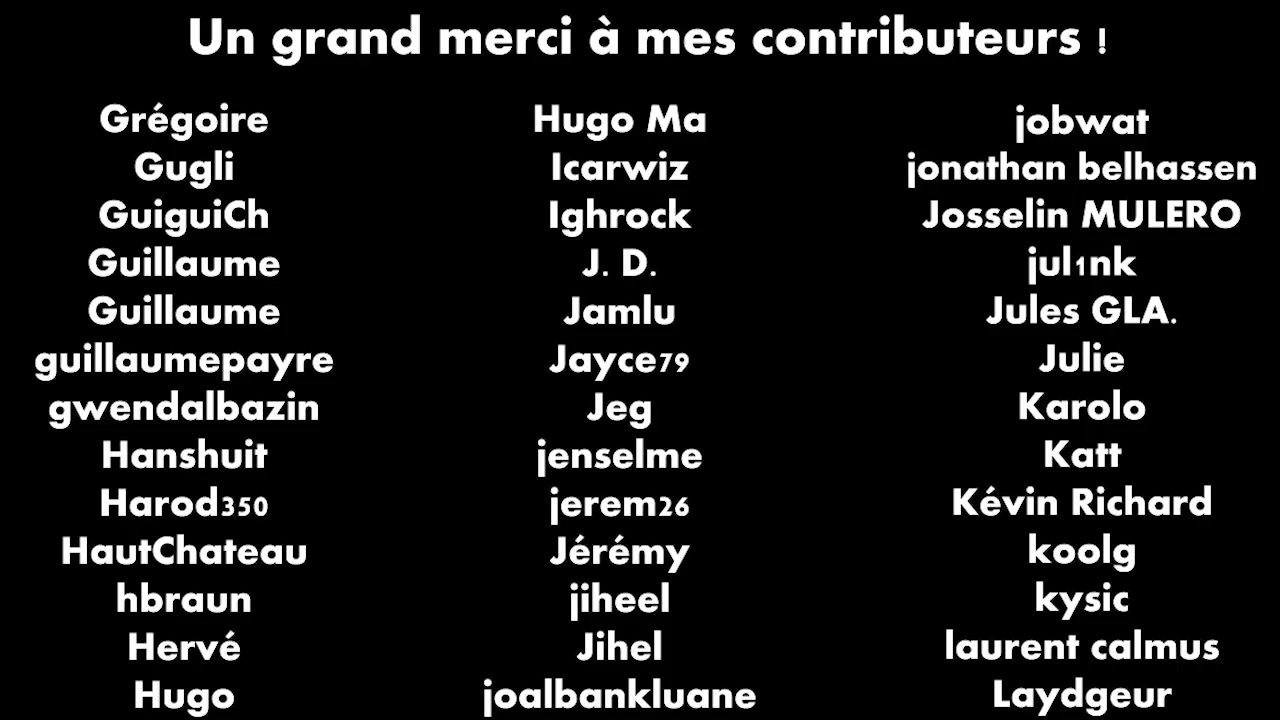 Un grand merci à mes contributeurs !
Grégoire
Gugli
GuiguiCh
Guillaume
Guillaume
guillaumepayre
gwendalbazin
Hanshuit
Harod350
HautChateau
hbraun
Hervé
Hugo
Hugo Ma
Icarwiz
Ighrock
J. D.
Jamlu
Jayce79
Jeg
jenselme
jerem26
Jérémy
jiheel
Jihel
joalbankluane
jobwat
jonathan belhassen
Josselin MULERO
jul1nk
Jules GLA.
Julie
Karolo
Katt
Kévin Richard
koolg
kysic
laurent calmus
Laydgeur